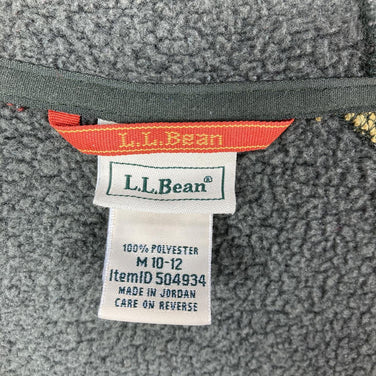 L.L.Bean
L.L.Bean®
100% POLYESTER
M 10-12
ItemID 504934
MADE IN JORDAN
CARE ON REVERSE